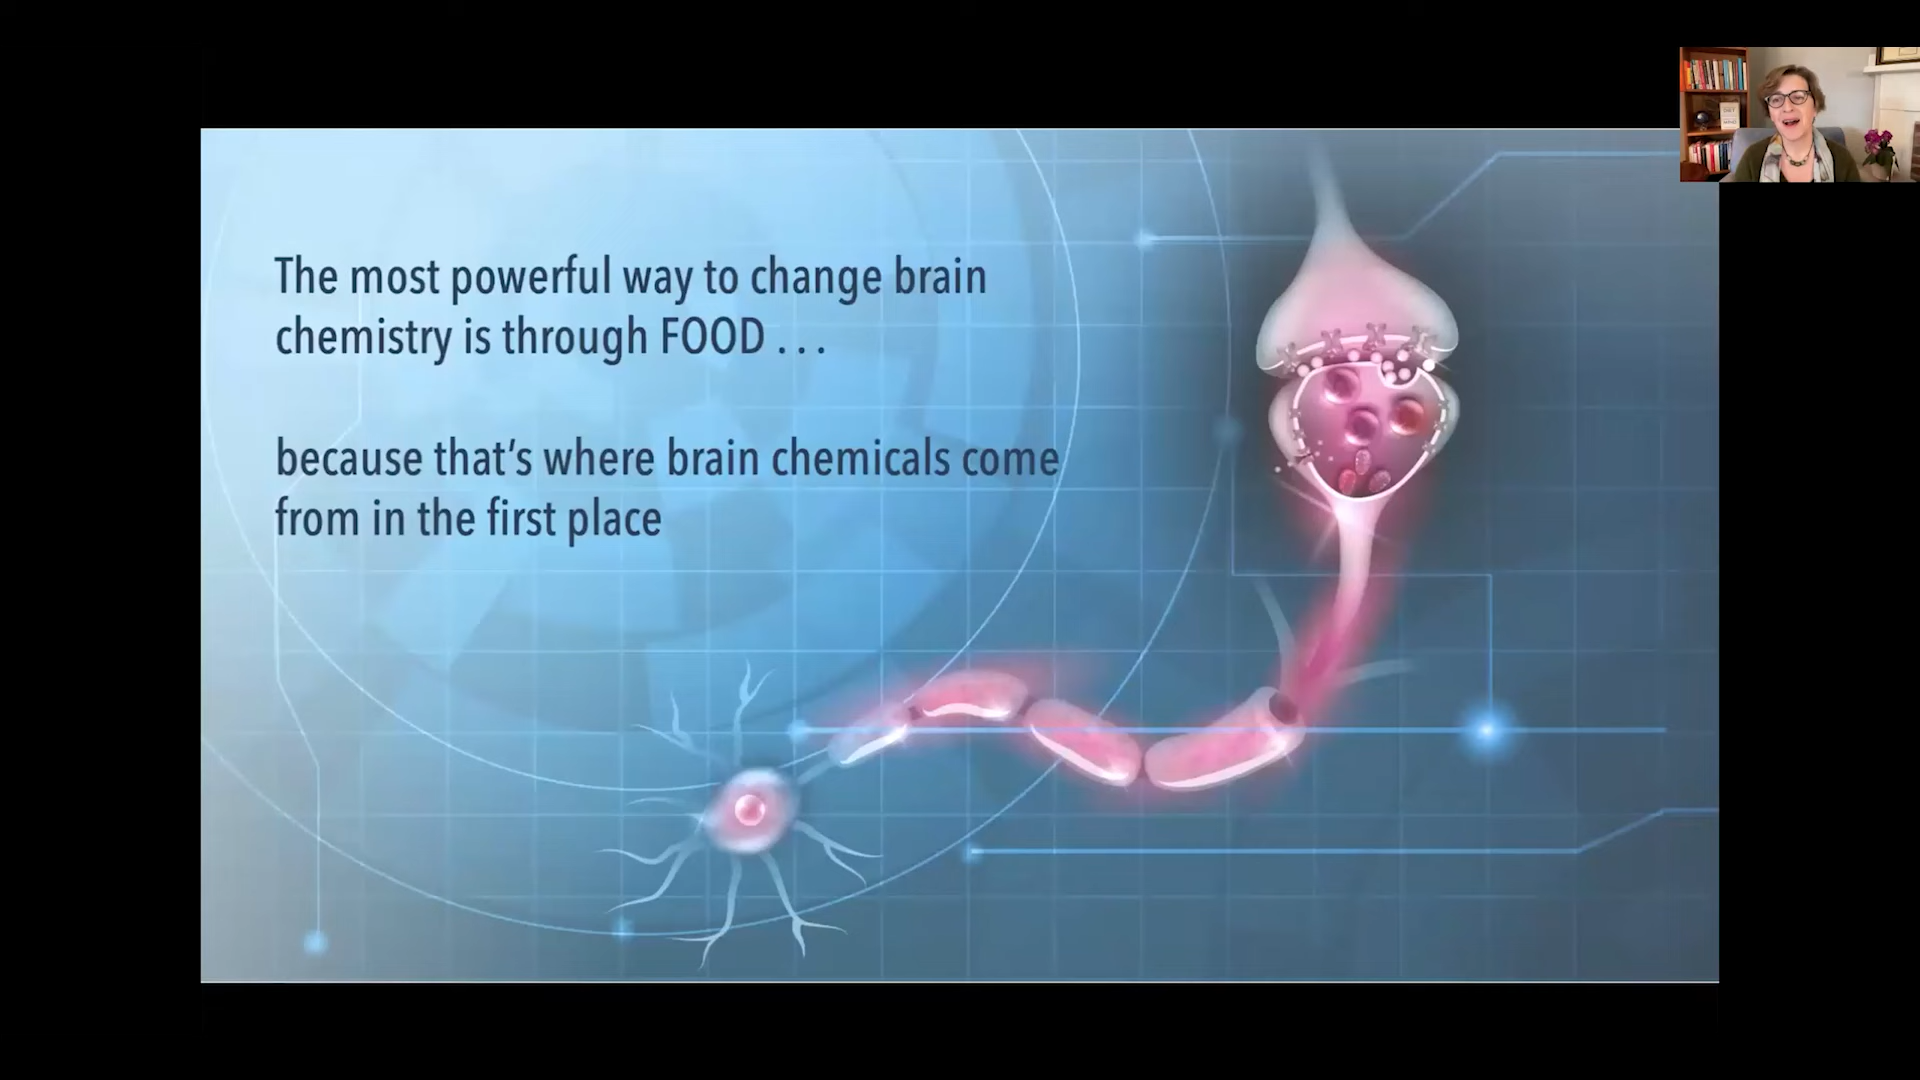 The most powerful way to change brain
chemistry is through FOOD . . .
because that's where brain chemicals come
from in the first place